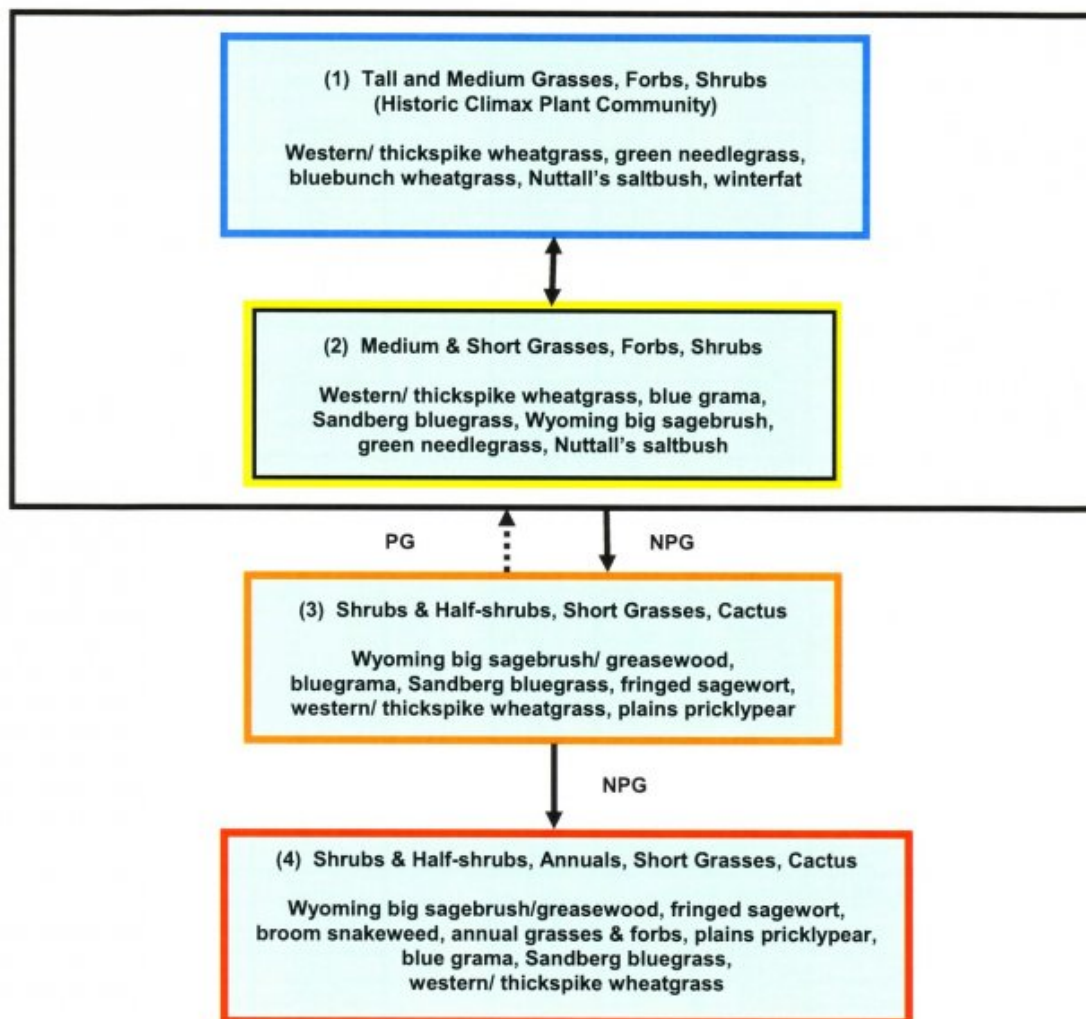 (1) Tall and Medium Grasses, Forbs, Shrubs
(Historic Climax Plant Community)
Western/ thickspike wheatgrass, green needlegrass,
bluebunch wheatgrass, Nuttall's saltbush, winterfat
(2) Medium & Short Grasses, Forbs, Shrubs
Western/ thickspike wheatgrass, blue grama,
Sandberg bluegrass, Wyoming big sagebrush,
green needlegrass, Nuttall's saltbush
PG
NPG
(3) Shrubs & Half-shrubs, Short Grasses, Cactus
Wyoming big sagebrush/ greasewood,
bluegrama, Sandberg bluegrass, fringed sagewort,
western/ thickspike wheatgrass, plains pricklypear
NPG
(4) Shrubs & Half-shrubs, Annuals, Short Grasses, Cactus
Wyoming big sagebrush/greasewood, fringed sagewort,
broom snakeweed, annual grasses & forbs, plains pricklypear,
blue grama, Sandberg bluegrass,
western/ thickspike wheatgrass